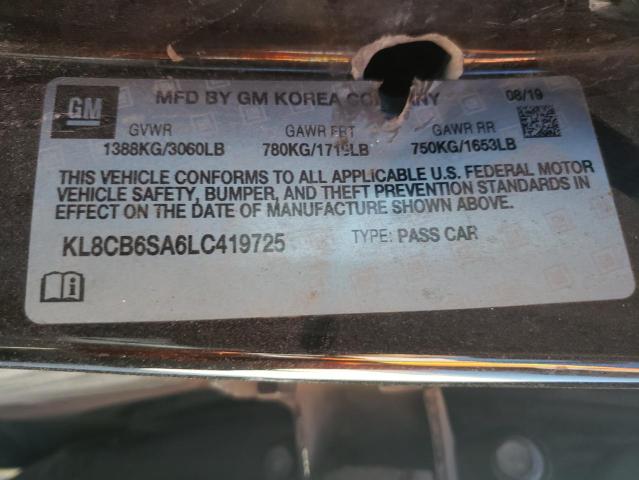 GM
MFD BY GM KOREA COMPANY 08/19
GVWR GAWR FRT GAWR RR
1388KG/3060LB 780KG/1719LB 750KG/1653LB
THIS VEHICLE CONFORMS TO ALL APPLICABLE U.S. FEDERAL MOTOR
VEHICLE SAFETY, BUMPER, AND THEFT PREVENTION STANDARDS IN
EFFECT ON THE DATE OF MANUFACTURE SHOWN ABOVE.
KL8CB6SA6LC419725 TYPE: PASS CAR